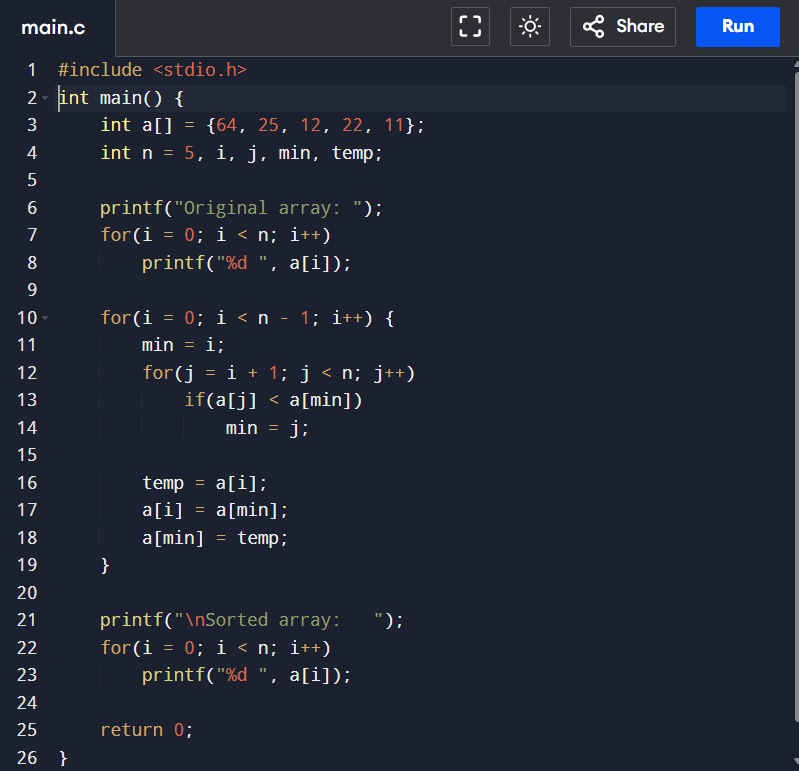 main.c
Share
Run
1 #include <stdio.h>
2 int main() {
3     int a[] = {64, 25, 12, 22, 11};
4     int n = 5, i, j, min, temp;
5
6     printf("Original array: ");
7     for(i = 0; i < n; i++)
8         printf("%d ", a[i]);
9
10     for(i = 0; i < n - 1; i++) {
11         min = i;
12         for(j = i + 1; j < n; j++)
13             if(a[j] < a[min])
14                 min = j;
15
16         temp = a[i];
17         a[i] = a[min];
18         a[min] = temp;
19     }
20
21     printf("\nSorted array:   ");
22     for(i = 0; i < n; i++)
23         printf("%d ", a[i]);
24
25     return 0;
26 }